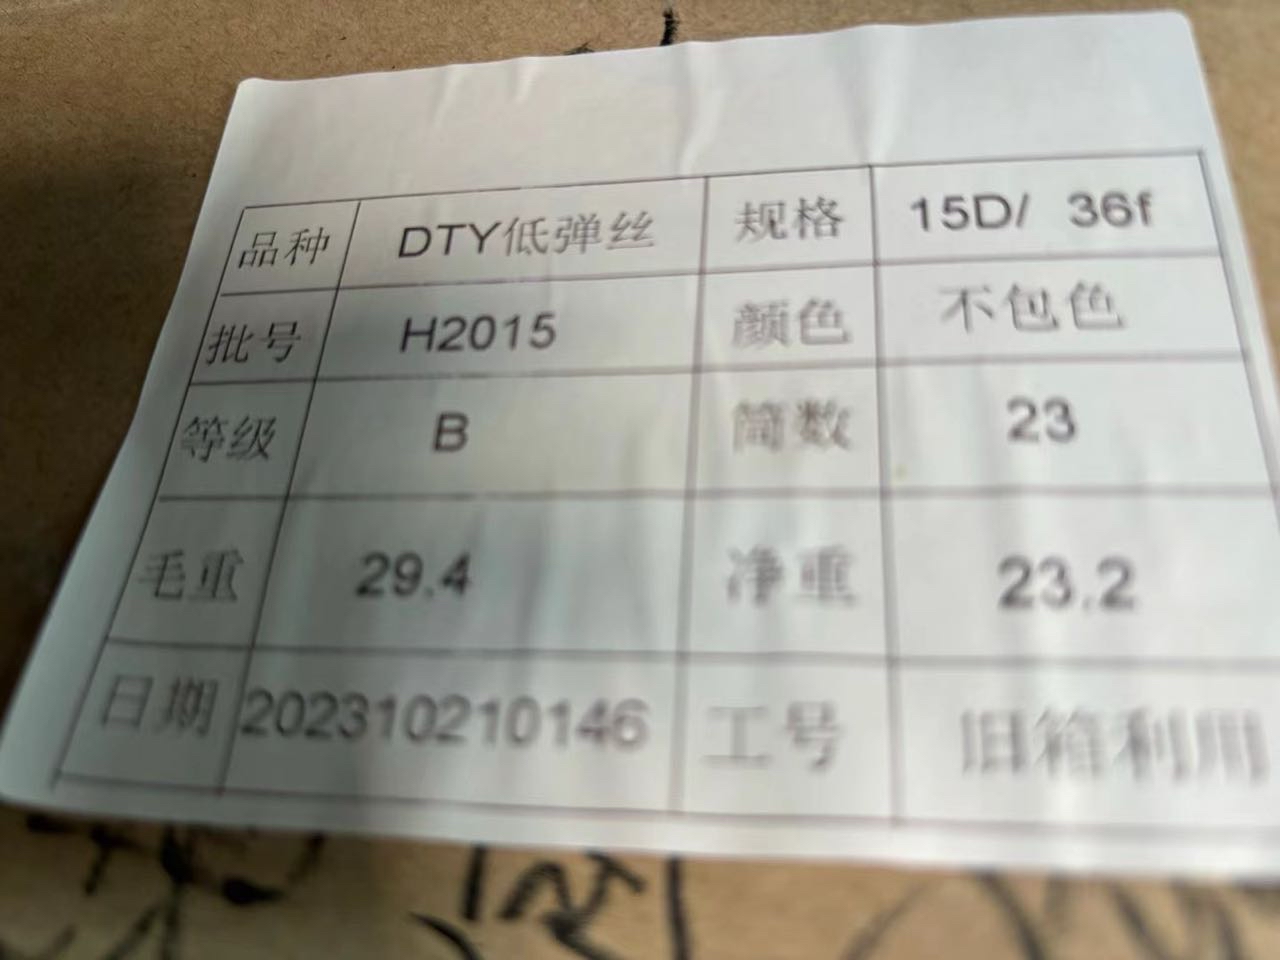 品种 DTY低弹丝 规格 15D/ 36f
批号 H2015 颜色 不包色
等级 B 筒数 23
毛重 29.4 净重 23.2
日期 202310210146 工号 旧箱利用